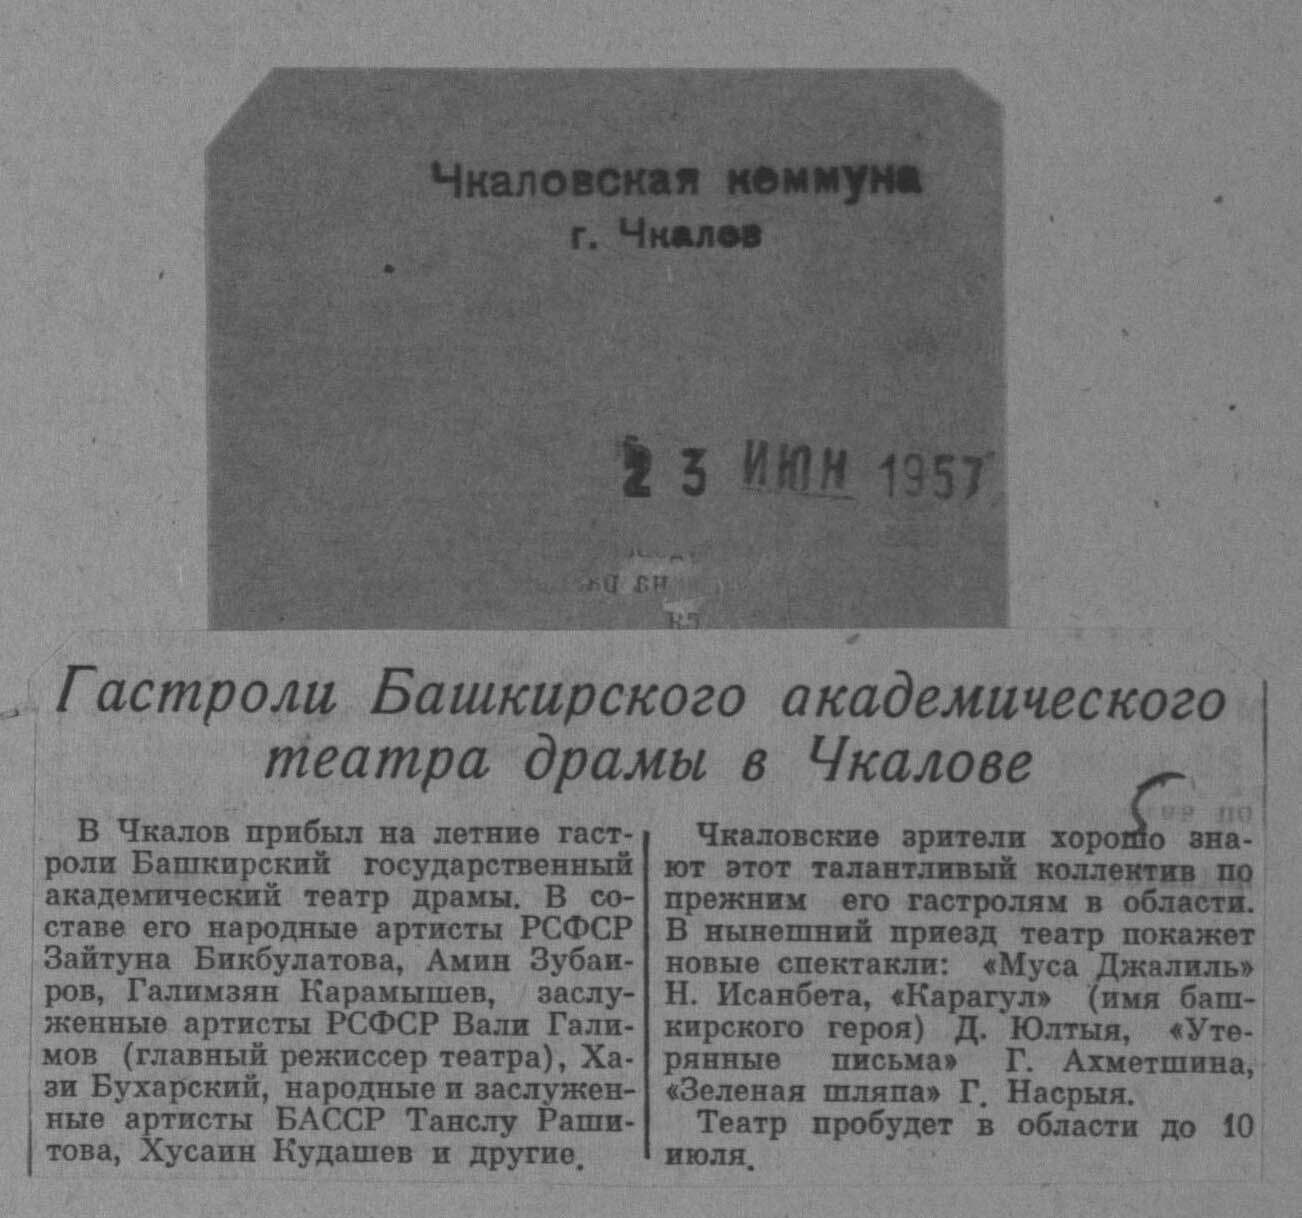 Чкаловская коммуна
г. Чкалов
23 ИЮН 1957
Гастроли Башкирского академического
театра драмы в Чкалове
В Чкалов прибыл на летние гаст-
роли Башкирский государственный
академический театр драмы. В со-
ставе его народные артисты РСФСР
Зайтуна Бикбулатова, Амин Зубаи-
ров, Галимзян Карамышев, заслу-
женные артисты РСФСР Вали Гали-
мов (главный режиссер театра), Ха-
зи Бухарский, народные и заслужен-
ные артисты БАССР Танслу Раши-
това, Хусаин Кудашев и другие.
Чкаловские зрители хорошо зна-
ют этот талантливый коллектив по
прежним его гастролям в области.
В нынешний приезд театр покажет
новые спектакли: «Муса Джалиль»
Н. Исанбета, «Карагул» (имя баш-
кирского героя) Д. Юлтыя, «Уте-
рянные письма» Г. Ахметшина,
«Зеленая шляпа» Г. Насрыя.
Театр пробудет в области до 10
июля.